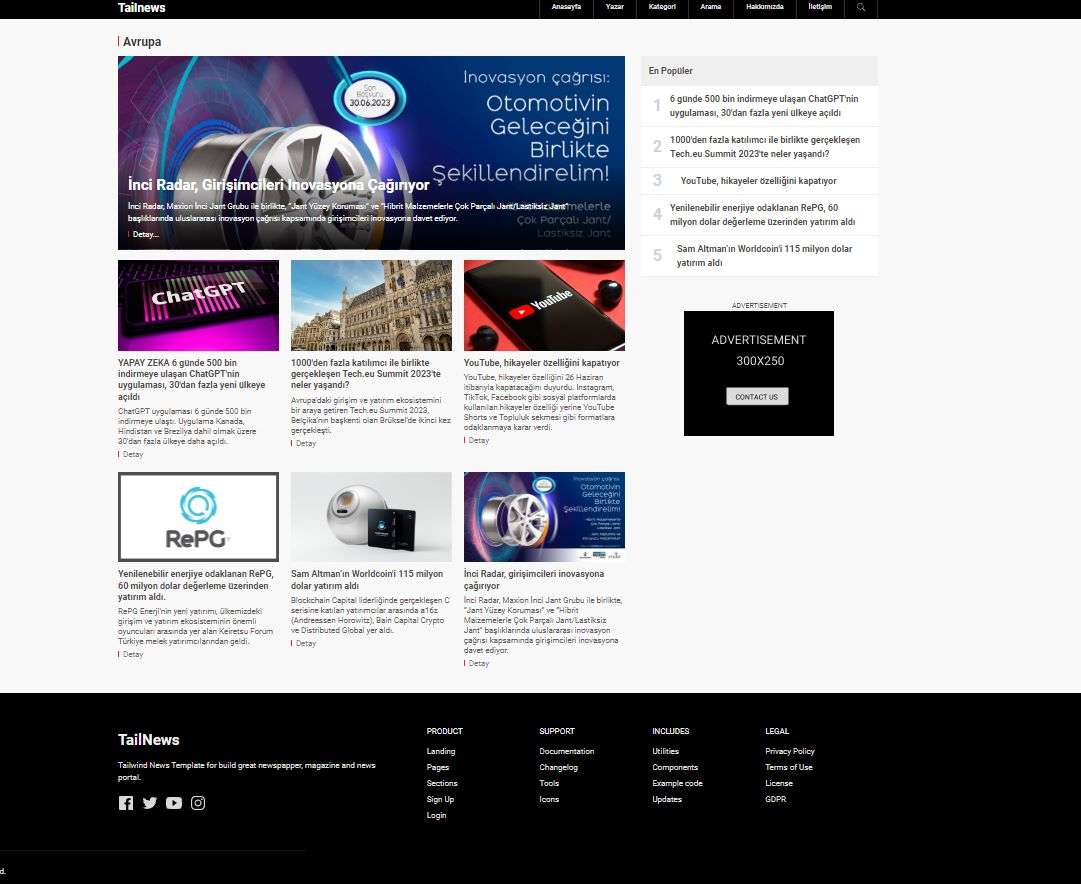 Tailnews
Anasayfa
Yazar
Kategori
Arama
Hakkımızda
İletişim
Avrupa
Son
Başvuru
30.06.2023
İnovasyon çağrısı:
Otomotivin
Geleceğini
Birlikte
Şekillendirelim!
İnci Radar, Girişimcileri Inovasyona Çağırıyor
İnci Radar, Maxion İnci Jant Grubu ile birlikte, "Jant Yüzey Koruması" ve "Hibrit Malzemelerle Çok Parçalı Jant/Lastiksiz Jant"
başlıklarında uluslararası inovasyon çağrısı kapsamında girişimcileri inovasyona davet ediyor.
Çok Parçalı Jant/
Lastiksiz Jant
Detay...
En Popüler
1 6 günde 500 bin indirmeye ulaşan ChatGPT'nin
uygulaması, 30'dan fazla yeni ülkeye açıldı
2 1000'den fazla katılımcı ile birlikte gerçekleşen
Tech.eu Summit 2023'te neler yaşandı?
3 YouTube, hikayeler özelliğini kapatıyor
4 Yenilenebilir enerjiye odaklanan RePG, 60
milyon dolar değerleme üzerinden yatırım aldı
5 Sam Altman'ın Worldcoin'i 115 milyon dolar
yatırım aldı
ADVERTISEMENT
ADVERTISEMENT
300X250
CONTACT US
ChatGPT
YAPAY ZEKA 6 günde 500 bin
indirmeye ulaşan ChatGPT'nin
uygulaması, 30'dan fazla yeni ülkeye
açıldı
ChatGPT uygulaması 6 günde 500 bin
indirmeye ulaştı. Uygulama Kanada,
Hindistan ve Brezilya dahil olmak üzere
30'dan fazla ülkeye daha açıldı.
Detay
1000'den fazla katılımcı ile birlikte
gerçekleşen Tech.eu Summit 2023'te
neler yaşandı?
Avrupa'daki girişim ve yatırım ekosistemini
bir araya getiren Tech.eu Summit 2023,
Belçika'nın başkenti olan Brüksel'de ikinci kez
gerçekleşti.
Detay
YouTube
YouTube, hikayeler özelliğini kapatıyor
YouTube, hikayeler özelliğini 26 Haziran
itibarıyla kapatacağını duyurdu. Instagram,
TikTok, Facebook gibi sosyal platformlarda
kullanılan hikayeler özelliği yerine YouTube
Shorts ve Topluluk sekmesi gibi formatlara
odaklanmaya karar verdi.
Detay
RePG
Yenilenebilir enerjiye odaklanan RePG,
60 milyon dolar değerleme üzerinden
yatırım aldı.
RePG Enerji'nin yeni yatırımı, ülkemizdeki
girişim ve yatırım ekosisteminin önemli
oyuncuları arasında yer alan Keiretsu Forum
Türkiye melek yatırımcılarından geldi.
Detay
Sam Altman'ın Worldcoin'i 115 milyon
dolar yatırım aldı
Blockchain Capital liderliğinde gerçekleşen C
serisine katılan yatırımcılar arasında a16z
(Andreessen Horowitz), Bain Capital Crypto
ve Distributed Global yer aldı.
Detay
İnovasyon çağrısı:
Otomotivin
Geleceğini
Birlikte
Şekillendirelim!
İnci Radar, girişimcileri inovasyona
çağırıyor
İnci Radar, Maxion İnci Jant Grubu ile birlikte,
"Jant Yüzey Koruması" ve "Hibrit
Malzemelerle Çok Parçalı Jant/Lastiksiz
Jant" başlıklarında uluslararası inovasyon
çağrısı kapsamında girişimcileri inovasyona
davet ediyor.
Detay
TailNews
Tailwind News Template for build great newspaper, magazine and news
portal.
PRODUCT
Landing
Pages
Sections
Sign Up
Login
SUPPORT
Documentation
Changelog
Tools
Icons
INCLUDES
Utilities
Components
Example code
Updates
LEGAL
Privacy Policy
Terms of Use
License
GDPR
d.